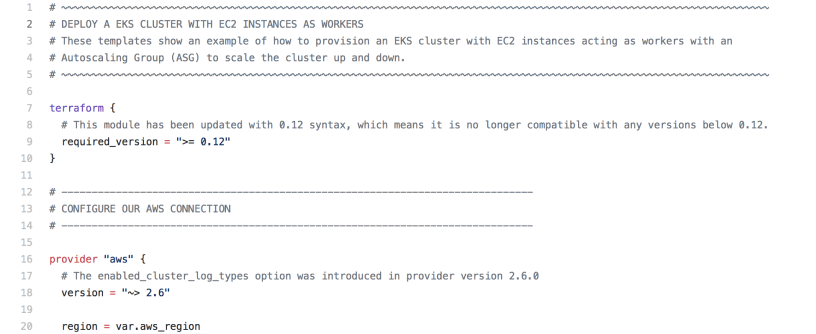 1 # ~~~~~~~~~~~~~~~~~~~~~~~~~~~~~~~~~~~~~~~~~~~~~~~~~~~~~~~~~~~~~~~~~~~~~~~~~~~~~~~~~~~~~~~~~~~~~~~~~~~~~~~~~~~~~~~~~~~~~~
2 # DEPLOY A EKS CLUSTER WITH EC2 INSTANCES AS WORKERS
3 # These templates show an example of how to provision an EKS cluster with EC2 instances acting as workers with an
4 # Autoscaling Group (ASG) to scale the cluster up and down.
5 # ~~~~~~~~~~~~~~~~~~~~~~~~~~~~~~~~~~~~~~~~~~~~~~~~~~~~~~~~~~~~~~~~~~~~~~~~~~~~~~~~~~~~~~~~~~~~~~~~~~~~~~~~~~~~~~~~~~~~~~
6
7 terraform {
8   # This module has been updated with 0.12 syntax, which means it is no longer compatible with any versions below 0.12.
9   required_version = ">= 0.12"
10 }
11
12 # ------------------------------------------------------------------------------
13 # CONFIGURE OUR AWS CONNECTION
14 # ------------------------------------------------------------------------------
15
16 provider "aws" {
17   # The enabled_cluster_log_types option was introduced in provider version 2.6.0
18   version = "~> 2.6"
19
20   region = var.aws_region